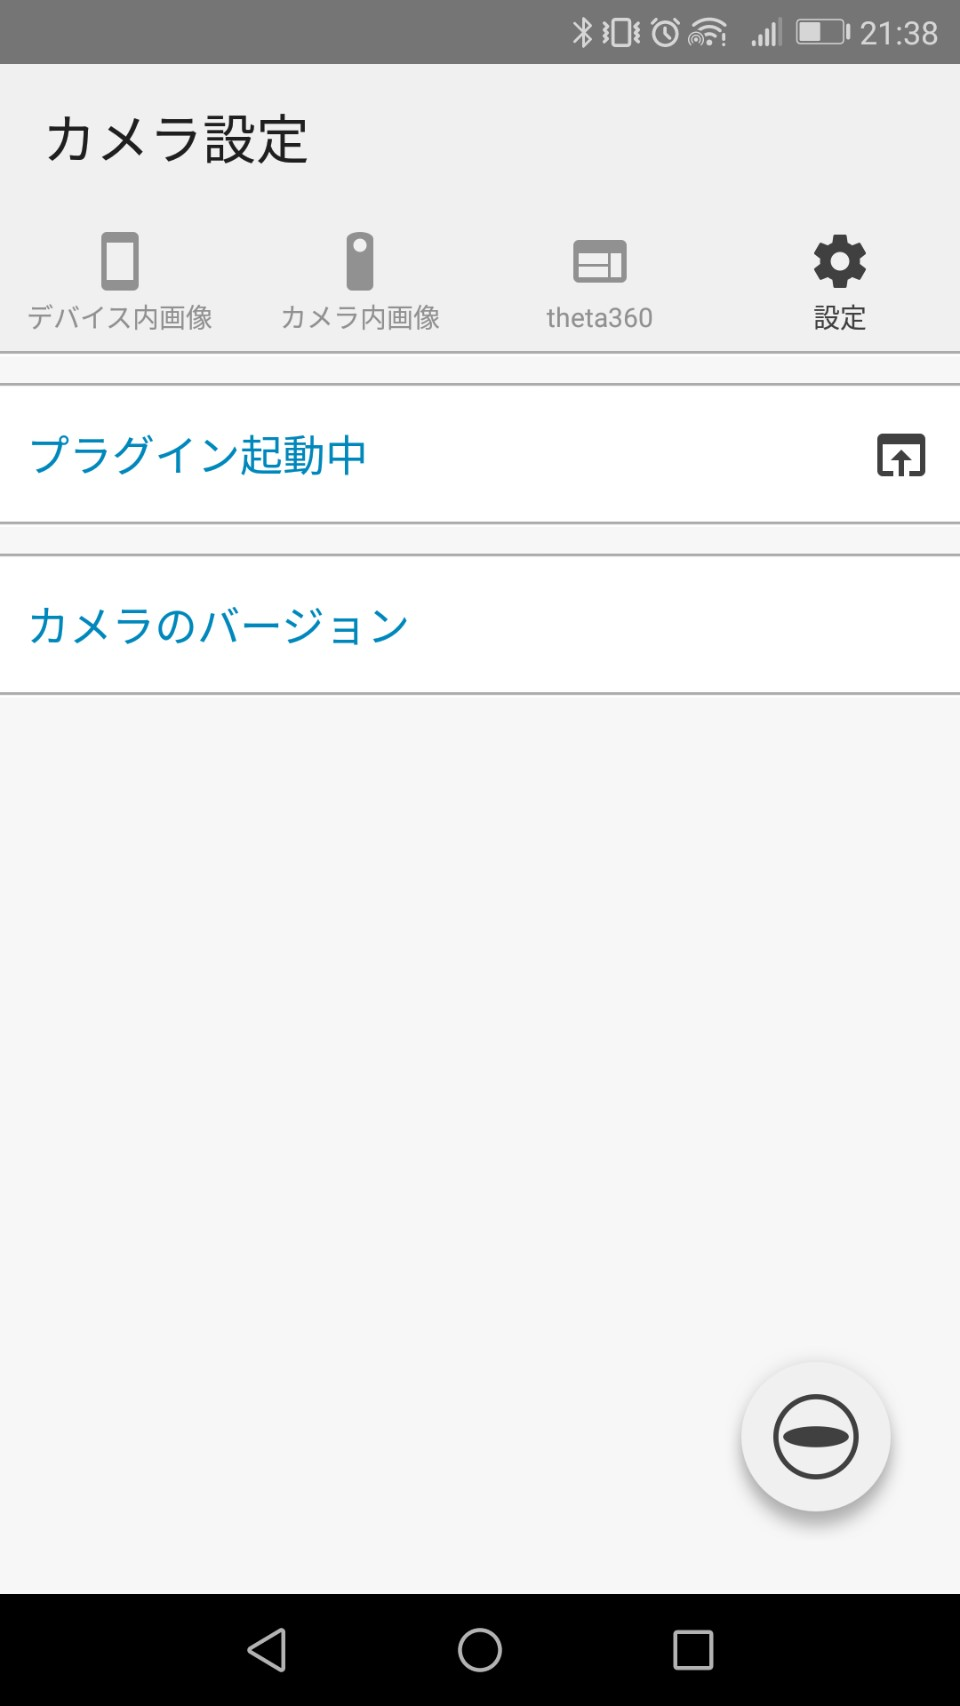 21:38
カメラ設定
デバイス内画像
カメラ内画像
theta360
設定
プラグイン起動中
カメラのバージョン